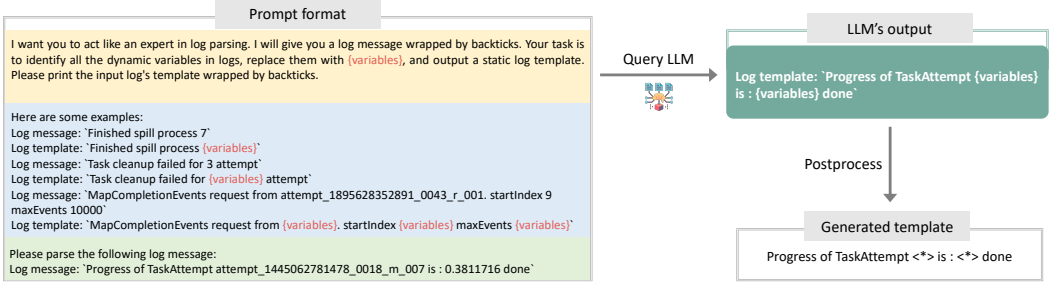 Prompt format
I want you to act like an expert in log parsing. I will give you a log message wrapped by backticks. Your task is
to identify all the dynamic variables in logs, replace them with {variables}, and output a static log template.
Please print the input log's template wrapped by backticks.
Here are some examples:
Log message: `Finished spill process 7`
Log template: `Finished spill process {variables}`
Log message: `Task cleanup failed for 3 attempt`
Log template: `Task cleanup failed for {variables} attempt`
Log message: `MapCompletionEvents request from attempt_1895628352891_0043_r_001. startIndex 9
maxEvents 10000`
Log template: `MapCompletionEvents request from {variables}. startIndex {variables} maxEvents {variables}`
Please parse the following log message:
Log message: `Progress of TaskAttempt attempt_1445062781478_0018_m_007 is : 0.3811716 done`
Query LLM
LLM's output
Log template: `Progress of TaskAttempt {variables}
is : {variables} done`
Postprocess
Generated template
Progress of TaskAttempt <*> is : <*> done